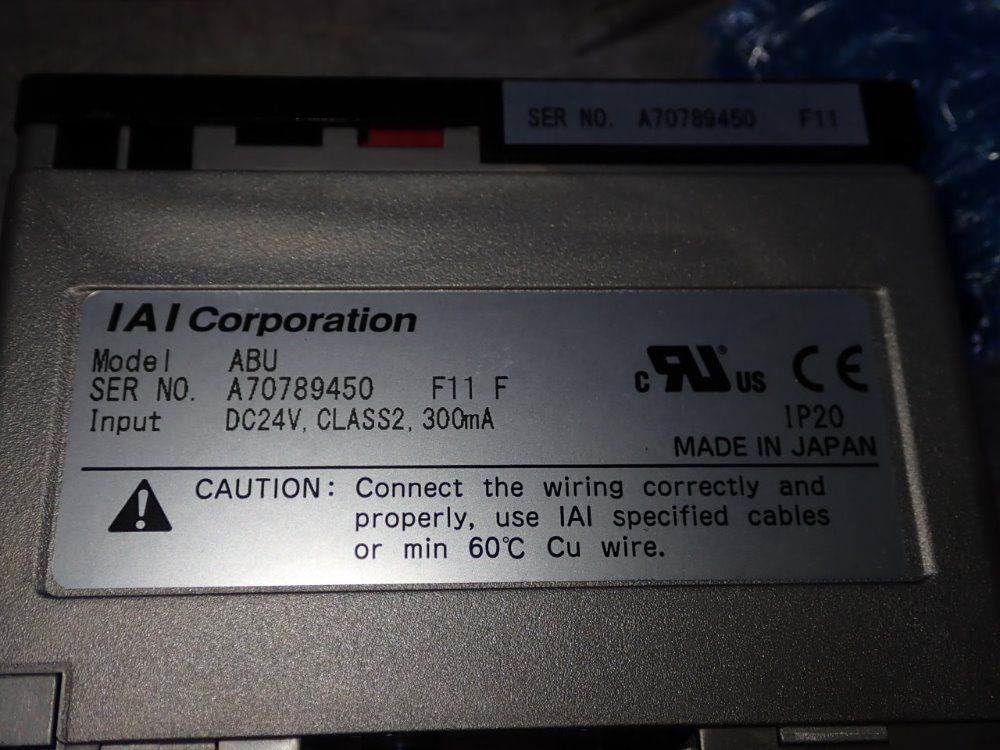 SER NO. A70789450 F11
IAI Corporation
Model ABU
SER NO. A70789450 F11 F
Input DC24V, CLASS2, 300mA
c RU® US CE
IP20
MADE IN JAPAN
CAUTION: Connect the wiring correctly and
properly, use IAI specified cables
or min 60℃ Cu wire.